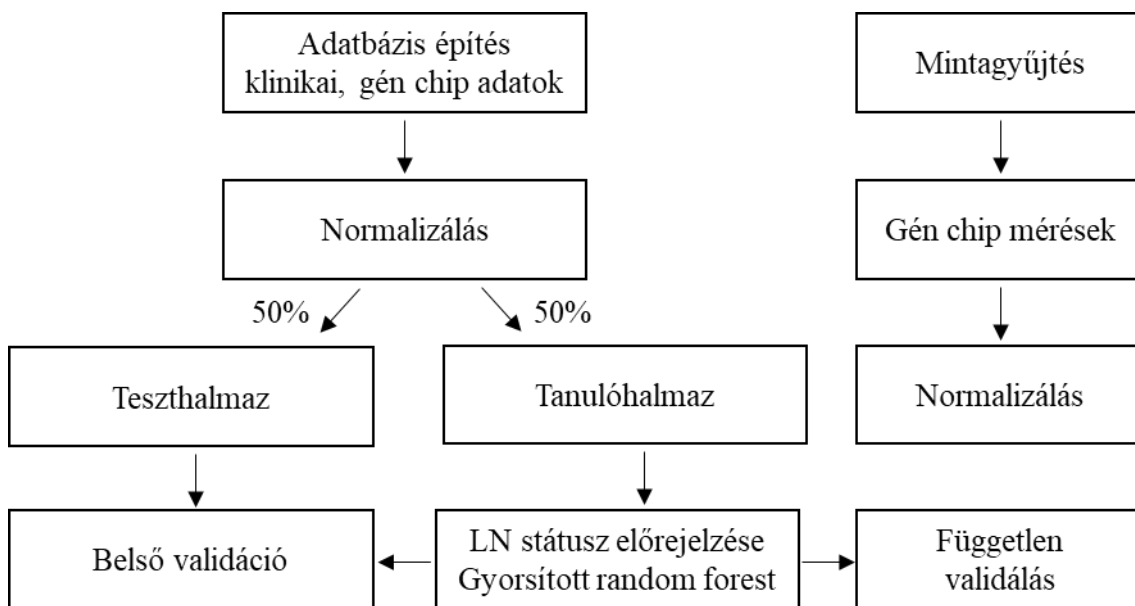 Adatbázis építés
klinikai, gén chip adatok
Mintagyűjtés
Normalizálás
Gén chip mérések
50%
50%
Teszthalmaz
Tanulóhalmaz
Normalizálás
Belső validáció
LN státusz előrejelzése
Gyorsított random forest
Független
validálás